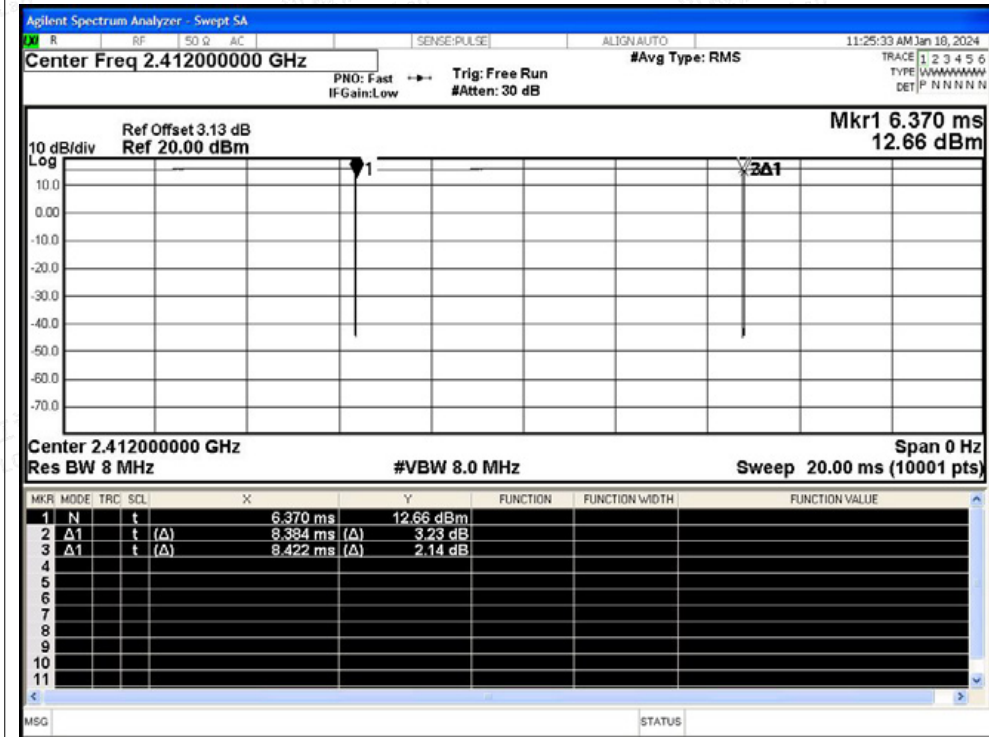 Agilent Spectrum Analyzer - Swept SA
LXI R RF 50 Ω AC SENSE:PULSE ALIGN AUTO 11:25:33 AM Jan 18, 2024
Center Freq 2.412000000 GHz #Avg Type: RMS TRACE 1 2 3 4 5 6
PNO: Fast Trig: Free Run TYPE WWWWWW
IFGain:Low #Atten: 30 dB DET P N N N N N
Mkr1 6.370 ms
Ref Offset 3.13 dB
10 dB/div Ref 20.00 dBm 12.66 dBm
Log
1 3Δ1
10.0
0.00
-10.0
-20.0
-30.0
-40.0
-50.0
-60.0
-70.0
Center 2.412000000 GHz Span 0 Hz
Res BW 8 MHz #VBW 8.0 MHz Sweep 20.00 ms (10001 pts)
MKR MODE TRC SCL X Y FUNCTION FUNCTION WIDTH FUNCTION VALUE
1 N t 6.370 ms 12.66 dBm
2 Δ1 t (Δ) 8.384 ms (Δ) 3.23 dB
3 Δ1 t (Δ) 8.422 ms (Δ) 2.14 dB
4
5
6
7
8
9
10
11
MSG STATUS